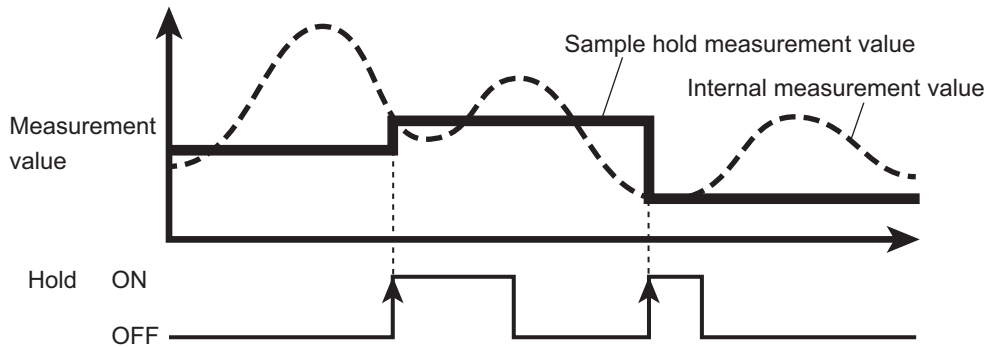 Sample hold measurement value
Internal measurement value
Measurement
value
Hold ON
OFF